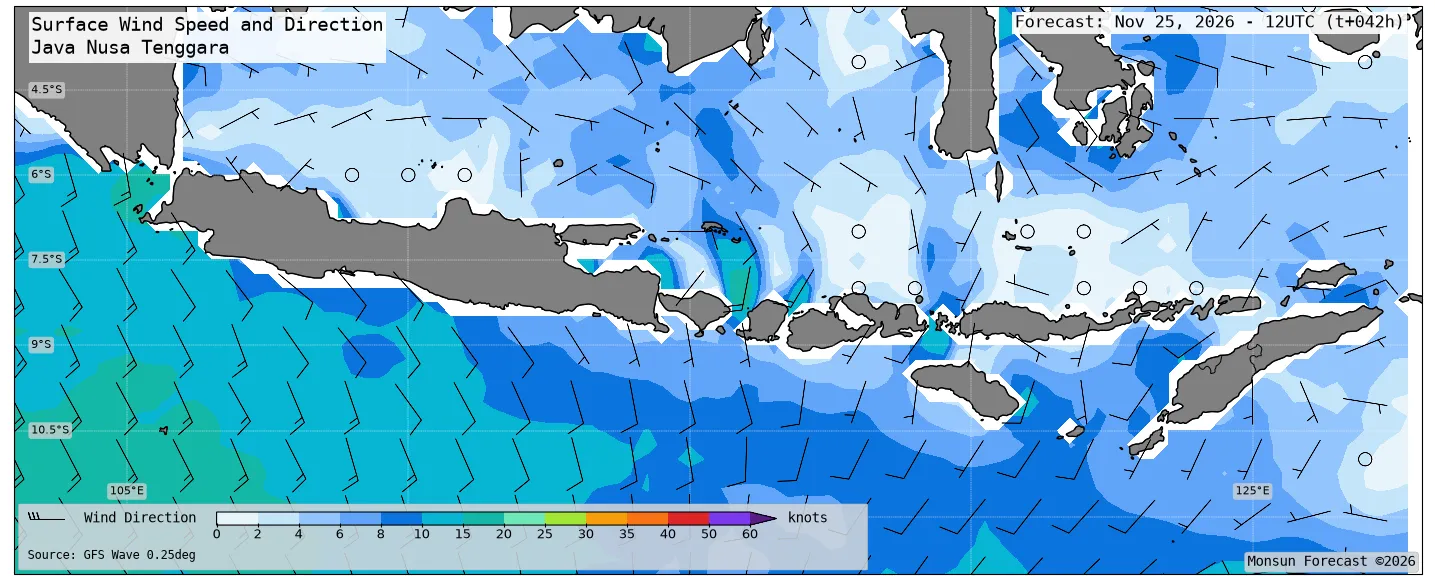 Surface Wind Speed and Direction
Java Nusa Tenggara
Forecast: Nov 25, 2026 - 12UTC (t+042h)
4.5°S
6°S
7.5°S
9°S
10.5°S
105°E
125°E
Wind Direction
0 2 4 6 8 10 15 20 25 30 35 40 50 60
knots
Source: GFS Wave 0.25deg
Monsun Forecast ©2026